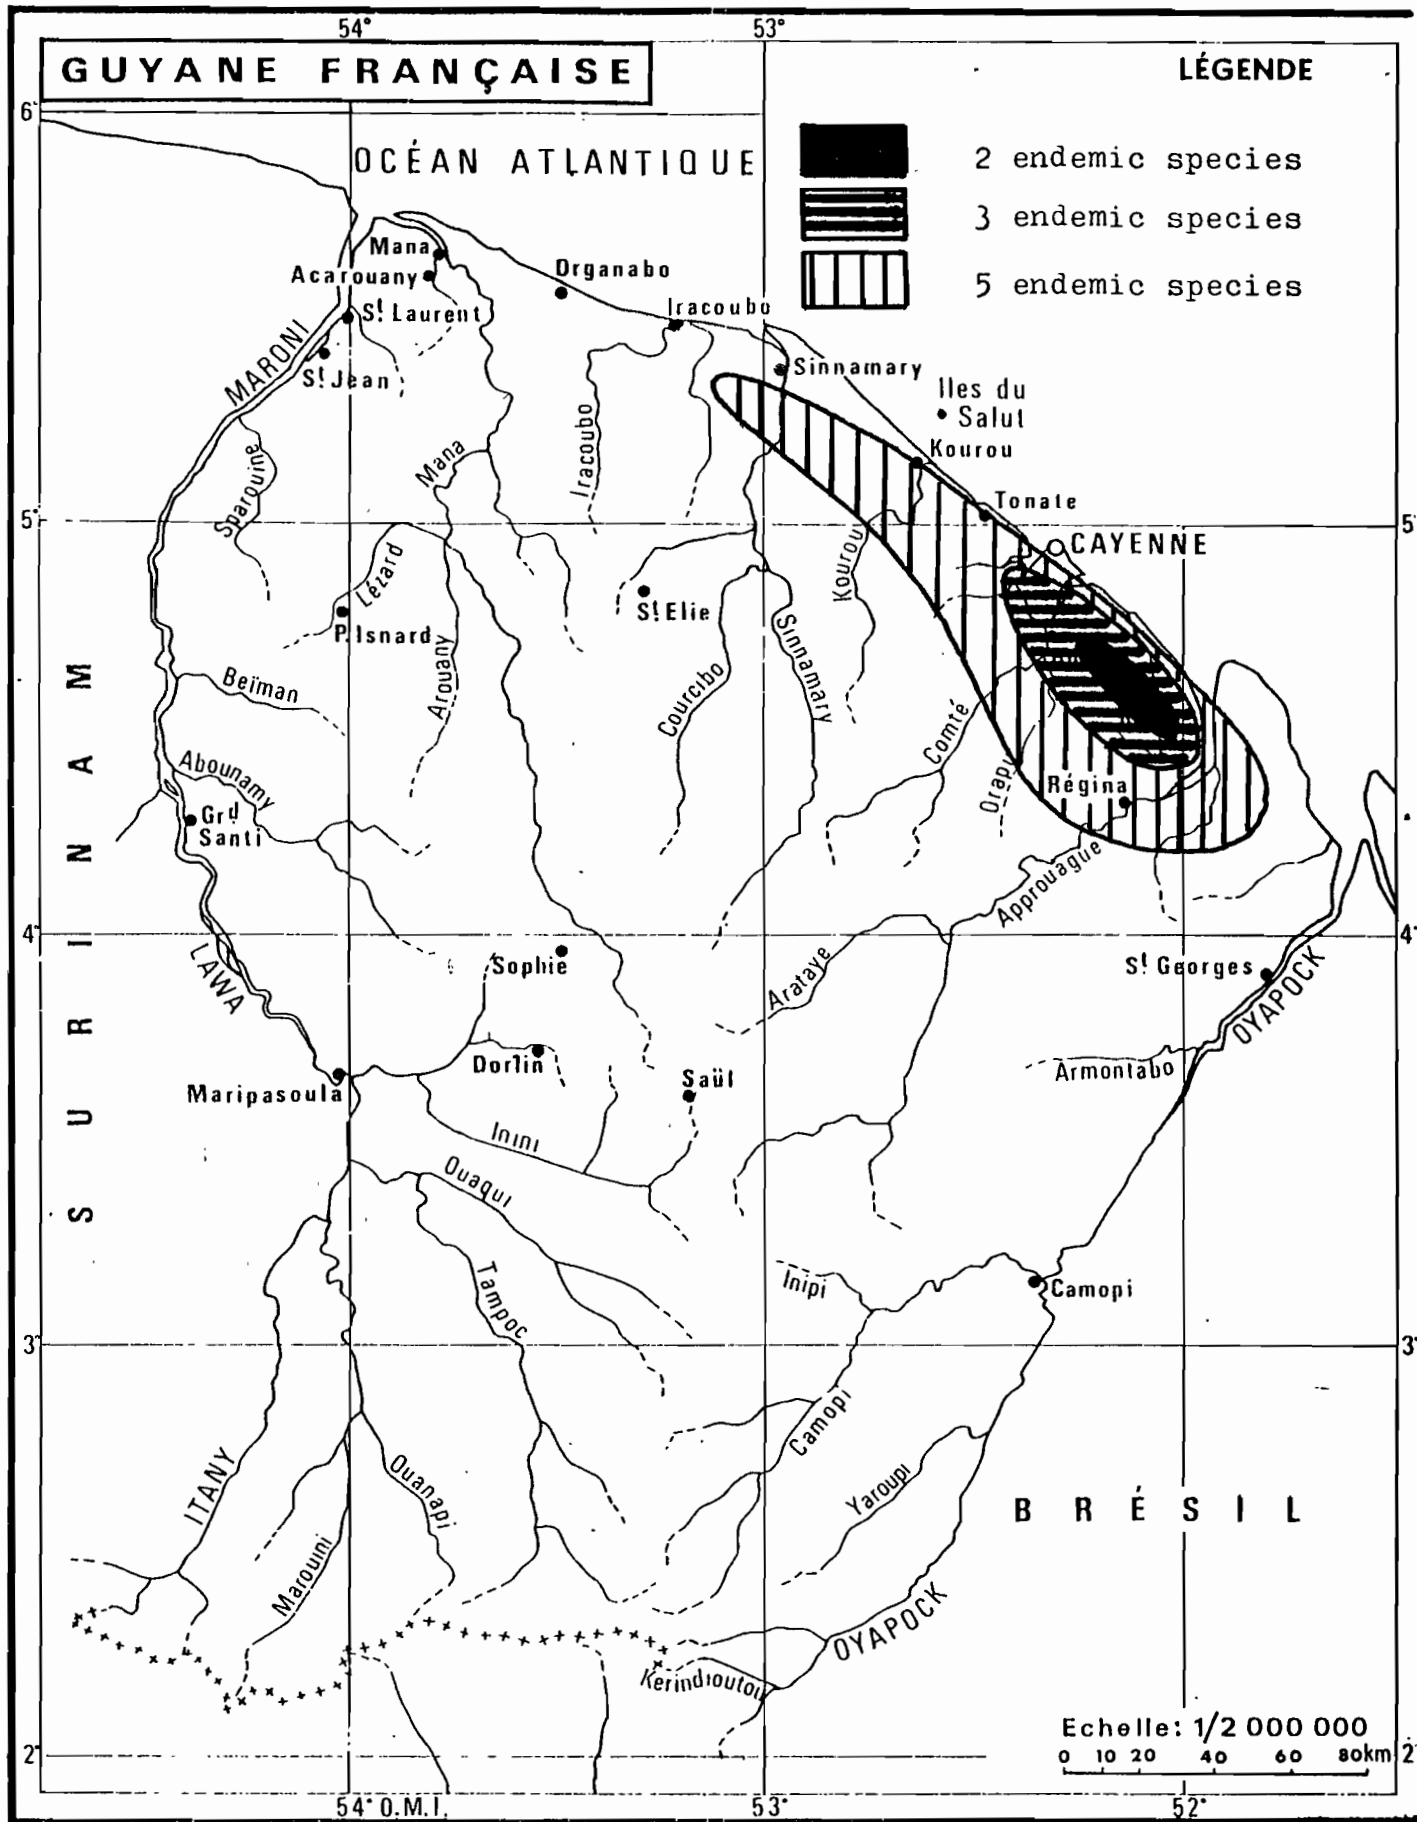 54°
53°
GUYANE FRANÇAISE
LÉGENDE
6°
OCÉAN ATLANTIQUE
2 endemic species
3 endemic species
5 endemic species
Mana
Acarouany
Organabo
St Laurent
Iracoubo
MARONI
St Jean
Sinnamary
Iles du
Salut
Kourou
Mana
Iracoubo
Sparouine
Tonate
5°
5°
CAYENNE
Lézard
Kourou
P.Isnard
St Elie
Sinnamary
Arouany
Beïman
Courcibo
Comté
Abounamy
Orapu
Régina
Grd
Santi
Approuague
SURINAM
4°
4°
LAWA
Sophie
Arataye
St Georges
OYAPOCK
Dorlin
Armontabo
Maripasoula
Saül
Inini
Ouaqui
Tampoc
Inipi
Camopi
3°
3°
Camopi
ITANY
Ouanapi
Yaroupi
BRÉSIL
Marouini
OYAPOCK
Kerindioutou
Echelle: 1/2 000 000
0 10 20 40 60 80km
2°
2°
54° O.M.I.
53°
52°